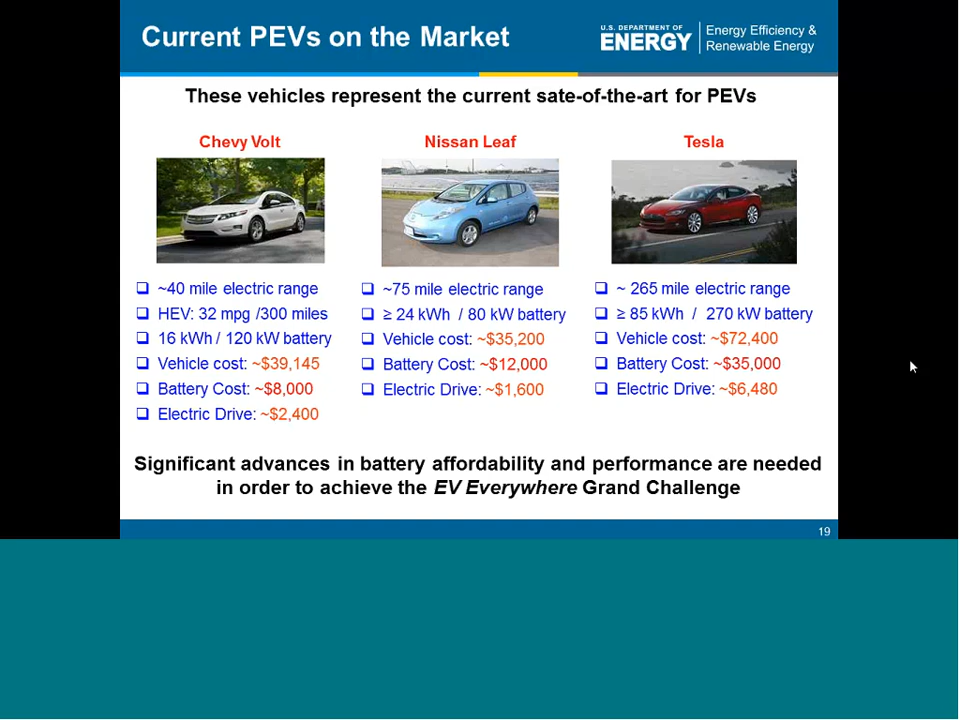 Current PEVs on the Market
U.S. DEPARTMENT OF
ENERGY
Energy Efficiency &
Renewable Energy
These vehicles represent the current sate-of-the-art for PEVs
Chevy Volt
~40 mile electric range
HEV: 32 mpg /300 miles
16 kWh / 120 kW battery
Vehicle cost: ~$39,145
Battery Cost: ~$8,000
Electric Drive: ~$2,400
Nissan Leaf
~75 mile electric range
≥ 24 kWh / 80 kW battery
Vehicle cost: ~$35,200
Battery Cost: ~$12,000
Electric Drive: ~$1,600
Tesla
~ 265 mile electric range
≥ 85 kWh / 270 kW battery
Vehicle cost: ~$72,400
Battery Cost: ~$35,000
Electric Drive: ~$6,480
Significant advances in battery affordability and performance are needed
in order to achieve the EV Everywhere Grand Challenge
19